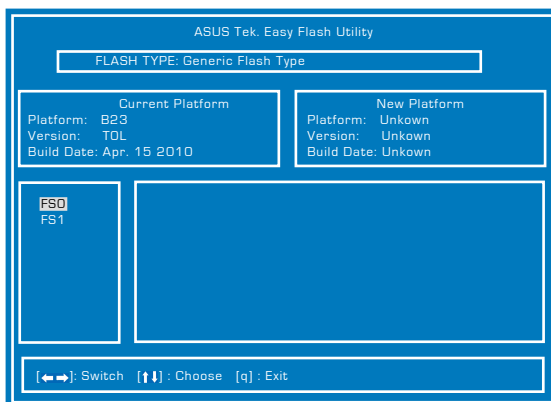 ASUS Tek. Easy Flash Utility
FLASH TYPE: Generic Flash Type
Current Platform
Platform: B23
Version: TOL
Build Date: Apr. 15 2010
New Platform
Platform: Unkown
Version: Unkown
Build Date: Unkown
FS0
FS1
[←→]: Switch [↑↓] : Choose [q] : Exit